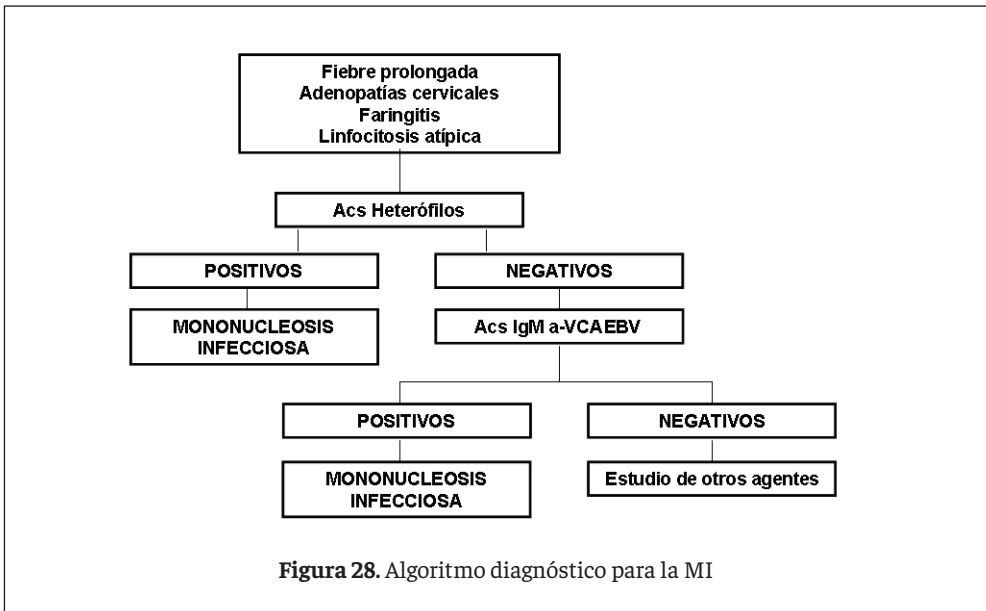 Fiebre prolongada
Adenopatías cervicales
Faringitis
Linfocitosis atípica
Acs Heterófilos
POSITIVOS
NEGATIVOS
MONONUCLEOSIS
INFECCIOSA
Acs IgM a-VCAEBV
POSITIVOS
NEGATIVOS
MONONUCLEOSIS
INFECCIOSA
Estudio de otros agentes
Figura 28. Algoritmo diagnóstico para la MI